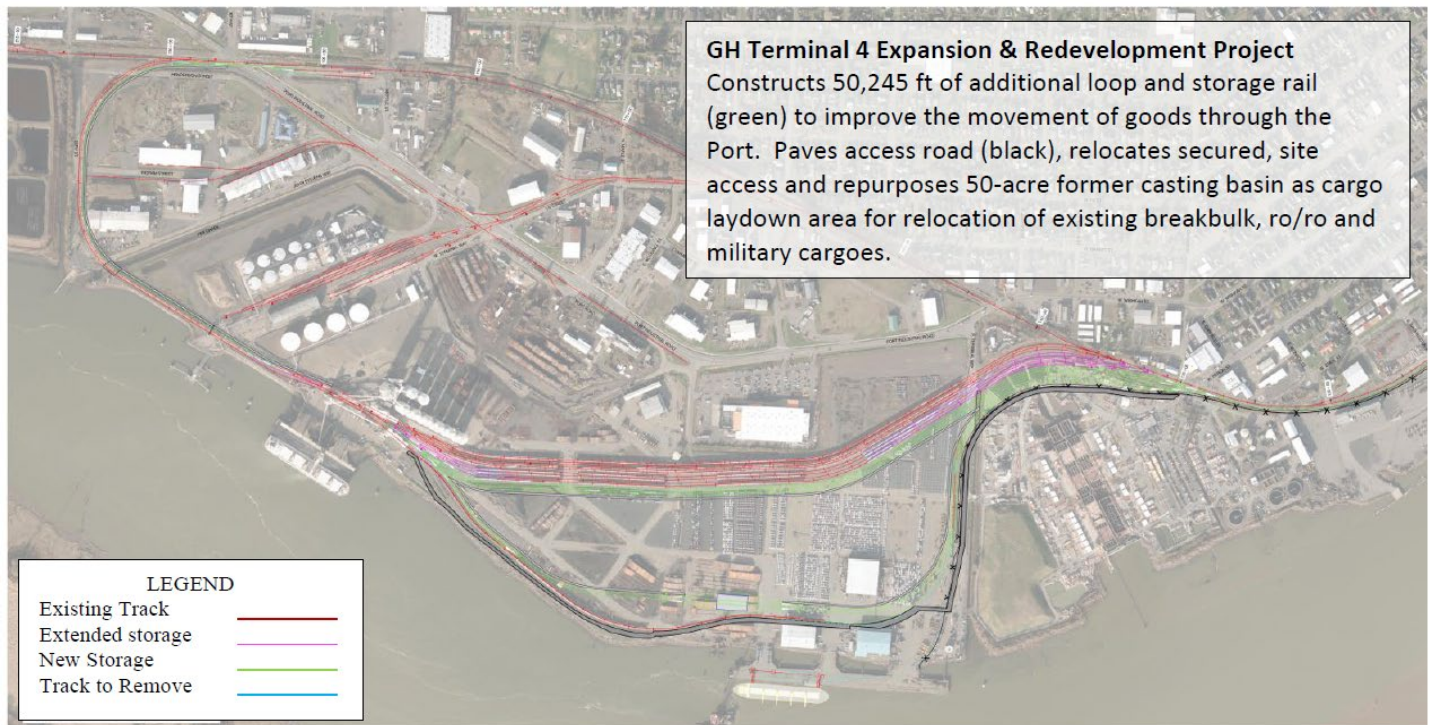 GH Terminal 4 Expansion & Redevelopment Project
Constructs 50,245 ft of additional loop and storage rail
(green) to improve the movement of goods through the
Port. Paves access road (black), relocates secured, site
access and repurposes 50-acre former casting basin as cargo
laydown area for relocation of existing breakbulk, ro/ro and
military cargoes.
LEGEND
Existing Track
Extended storage
New Storage
Track to Remove